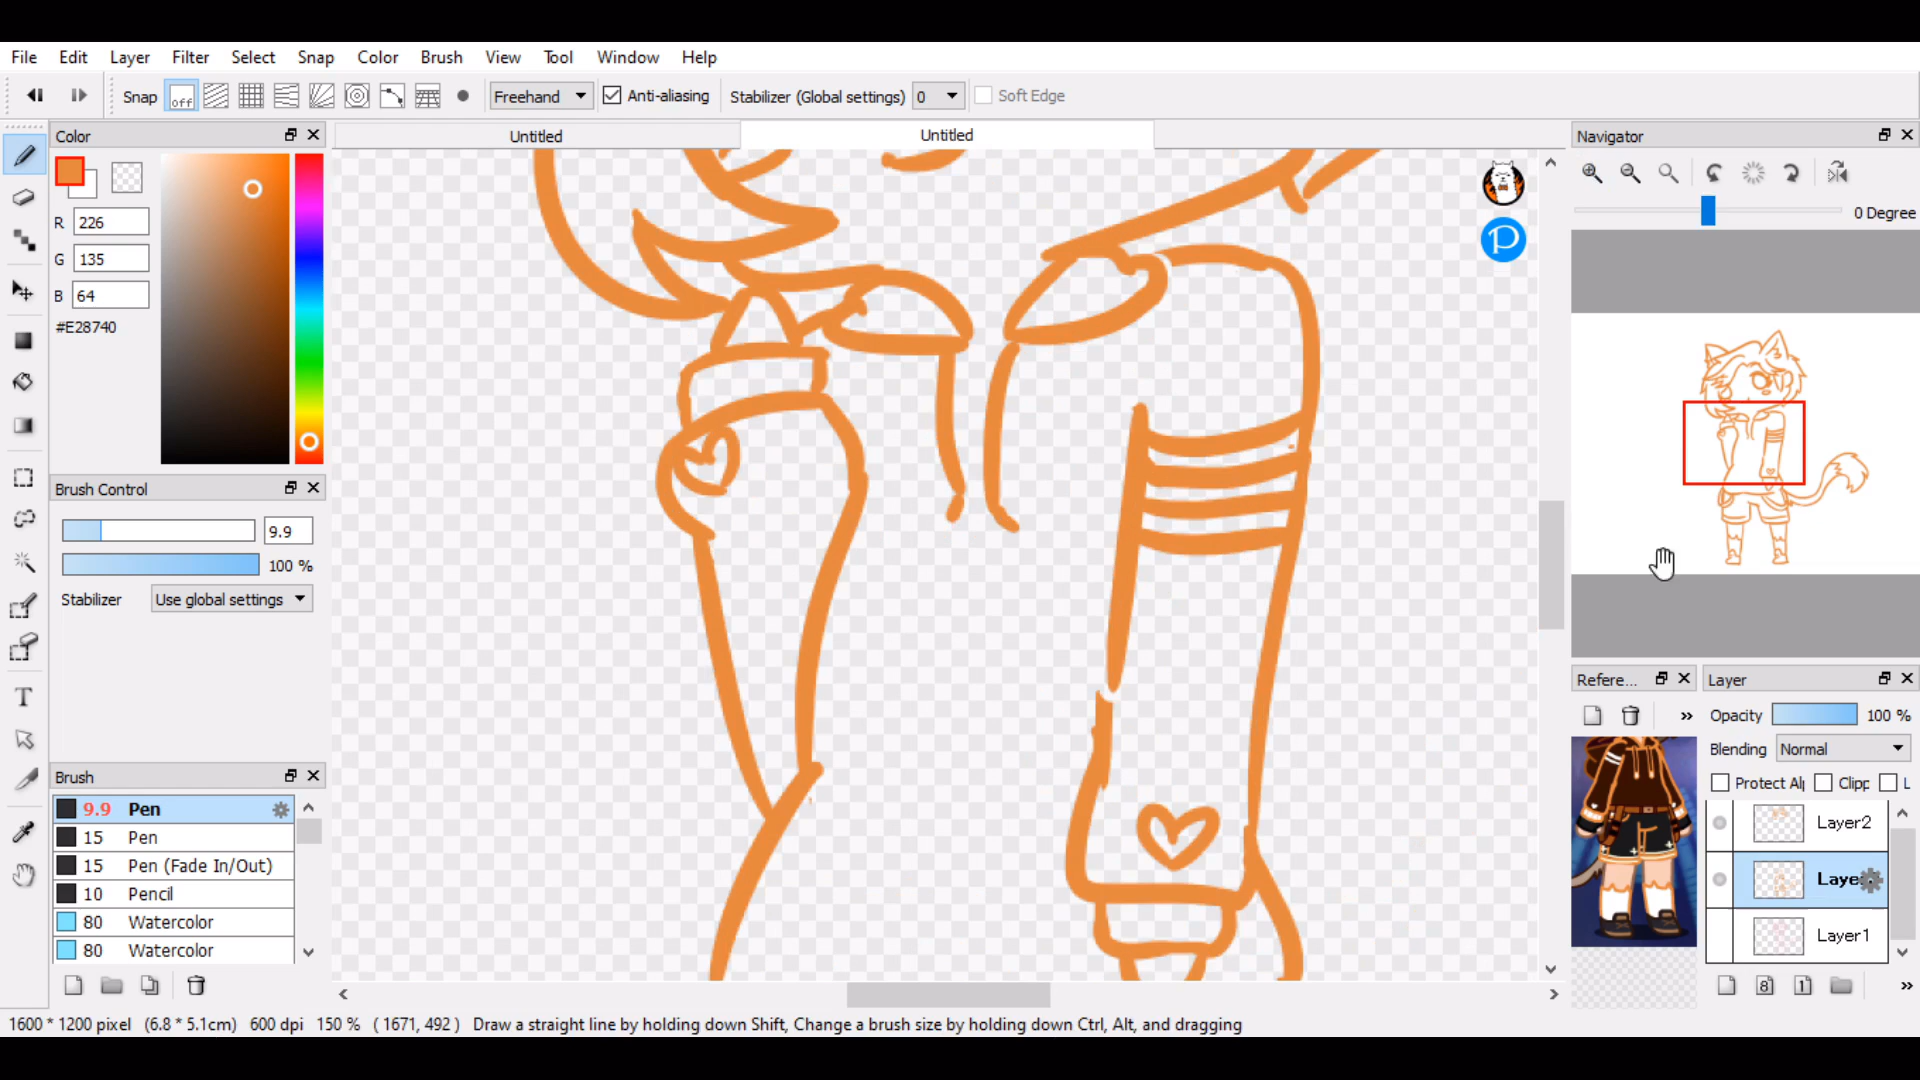 File Edit Layer Filter Select Snap Color Brush View Tool Window Help
Snap off Freehand Anti-aliasing Stabilizer (Global settings) 0 Soft Edge
Color
Untitled
Untitled
Navigator
R 226
G 135
B 64
#E28740
0 Degree
Brush Control
9.9
100 %
Stabilizer Use global settings
Brush
9.9 Pen
15 Pen
15 Pen (Fade In/Out)
10 Pencil
80 Watercolor
80 Watercolor
P
Refere...
Layer
Opacity 100 %
Blending Normal
Protect Al Clipp L
Layer2
Laye
Layer1
8 1
1600 * 1200 pixel (6.8 * 5.1cm) 600 dpi 150 % ( 1671, 492 ) Draw a straight line by holding down Shift, Change a brush size by holding down Ctrl, Alt, and dragging